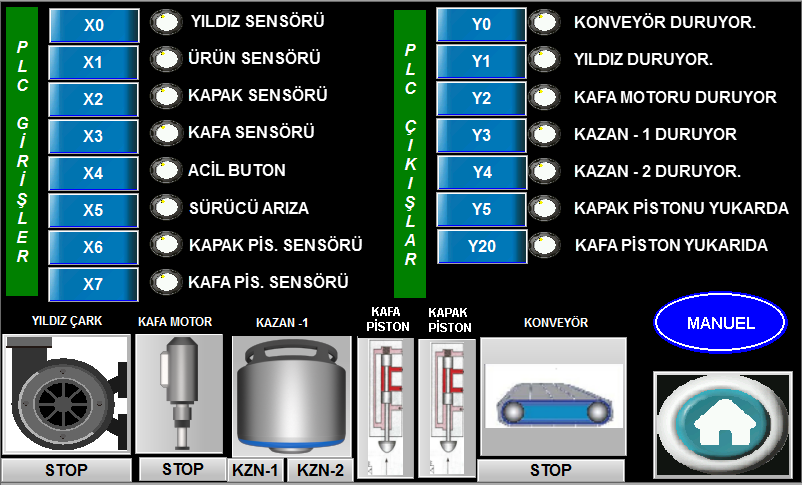 PLC GİRİŞLER
X0 YILDIZ SENSÖRÜ
X1 ÜRÜN SENSÖRÜ
X2 KAPAK SENSÖRÜ
X3 KAFA SENSÖRÜ
X4 ACİL BUTON
X5 SÜRÜCÜ ARIZA
X6 KAPAK PİS. SENSÖRÜ
X7 KAFA PİS. SENSÖRÜ
PLC ÇIKIŞLAR
Y0 KONVEYÖR DURUYOR.
Y1 YILDIZ DURUYOR.
Y2 KAFA MOTORU DURUYOR
Y3 KAZAN - 1 DURUYOR
Y4 KAZAN - 2 DURUYOR.
Y5 KAPAK PİSTONU YUKARDA
Y20 KAFA PİSTON YUKARIDA
YILDIZ ÇARK
STOP
KAFA MOTOR
STOP
KAZAN -1
KZN-1 KZN-2
KAFA
PİSTON
KAPAK
PİSTON
KONVEYÖR
STOP
MANUEL